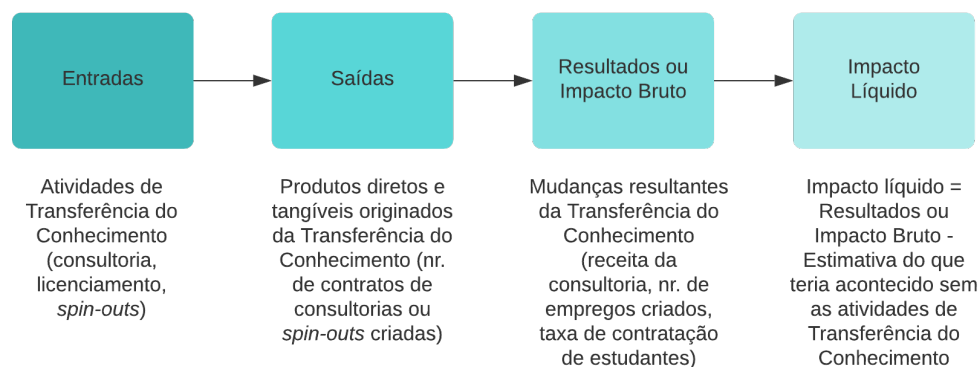 Entradas
Saídas
Resultados ou
Impacto Bruto
Impacto
Líquido
Atividades de
Transferência do
Conhecimento
(consultoria,
licenciamento,
spin-outs)
Produtos diretos e
tangíveis originados
da Transferência do
Conhecimento (nr.
de contratos de
consultorias ou
spin-outs criadas)
Mudanças resultantes
da Transferência do
Conhecimento
(receita da
consultoria, nr. de
empregos criados,
taxa de contratação
de estudantes)
Impacto líquido =
Resultados ou
Impacto Bruto -
Estimativa do que
teria acontecido sem
as atividades de
Transferência do
Conhecimento